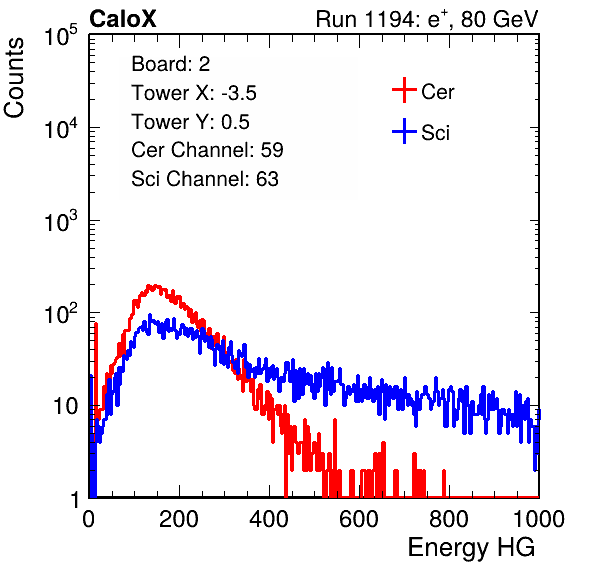 CaloX Run 1194: e⁺, 80 GeV
Counts
10⁵
10⁴
10³
10²
10
1
Board: 2
Tower X: -3.5
Tower Y: 0.5
Cer Channel: 59
Sci Channel: 63
Cer
Sci
0 200 400 600 800 1000
Energy HG